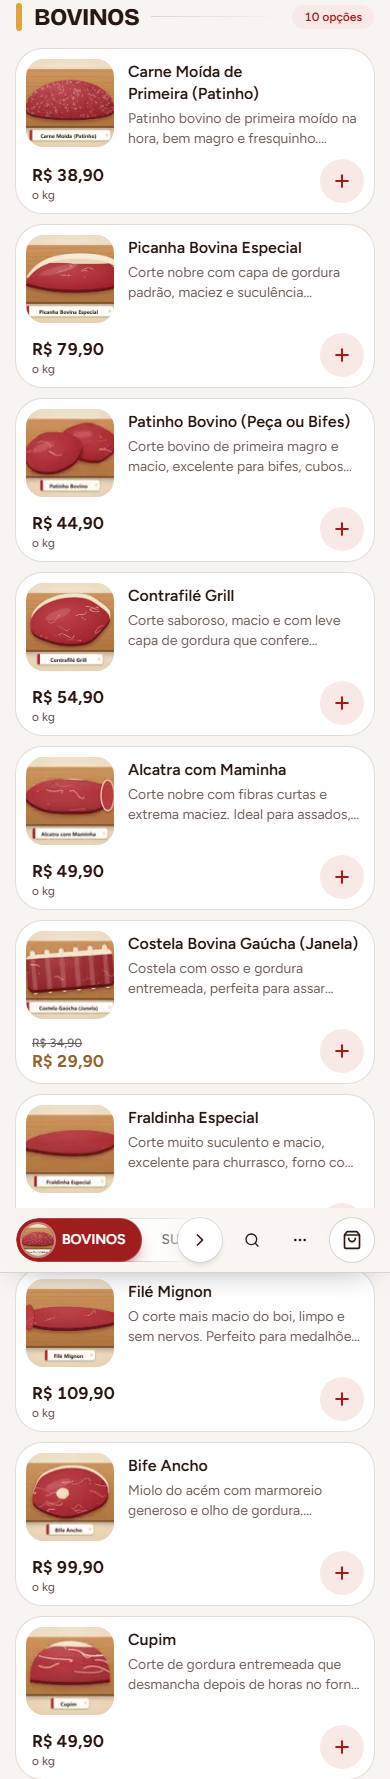 BOVINOS
10 opções
Carne Moída (Patinho)
Carne Moída de
Primeira (Patinho)
Patinho bovino de primeira moído na
hora, bem magro e fresquinho....
R$ 38,90
o kg
Picanha Bovina Especial
Picanha Bovina Especial
Corte nobre com capa de gordura
padrão, maciez e suculência...
R$ 79,90
o kg
Patinho Bovino
Patinho Bovino (Peça ou Bifes)
Corte bovino de primeira magro e
macio, excelente para bifes, cubos...
R$ 44,90
o kg
Contrafilé Grill
Contrafilé Grill
Corte saboroso, macio e com leve
capa de gordura que confere...
R$ 54,90
o kg
Alcatra com Maminha
Alcatra com Maminha
Corte nobre com fibras curtas e
extrema maciez. Ideal para assados,...
R$ 49,90
o kg
Costela Gaúcha (Janela)
Costela Bovina Gaúcha (Janela)
Costela com osso e gordura
entremeada, perfeita para assar...
R$ 34,90
R$ 29,90
Fraldinha Especial
Fraldinha Especial
Corte muito suculento e macio,
excelente para churrasco, forno co...
BOVINOS
SU
Filé Mignon
Filé Mignon
O corte mais macio do boi, limpo e
sem nervos. Perfeito para medalhõe...
R$ 109,90
o kg
Bife Ancho
Bife Ancho
Miolo do acém com marmoreio
generoso e olho de gordura....
R$ 99,90
o kg
Cupim
Cupim
Corte de gordura entremeada que
desmancha depois de horas no forn...
R$ 49,90
o kg